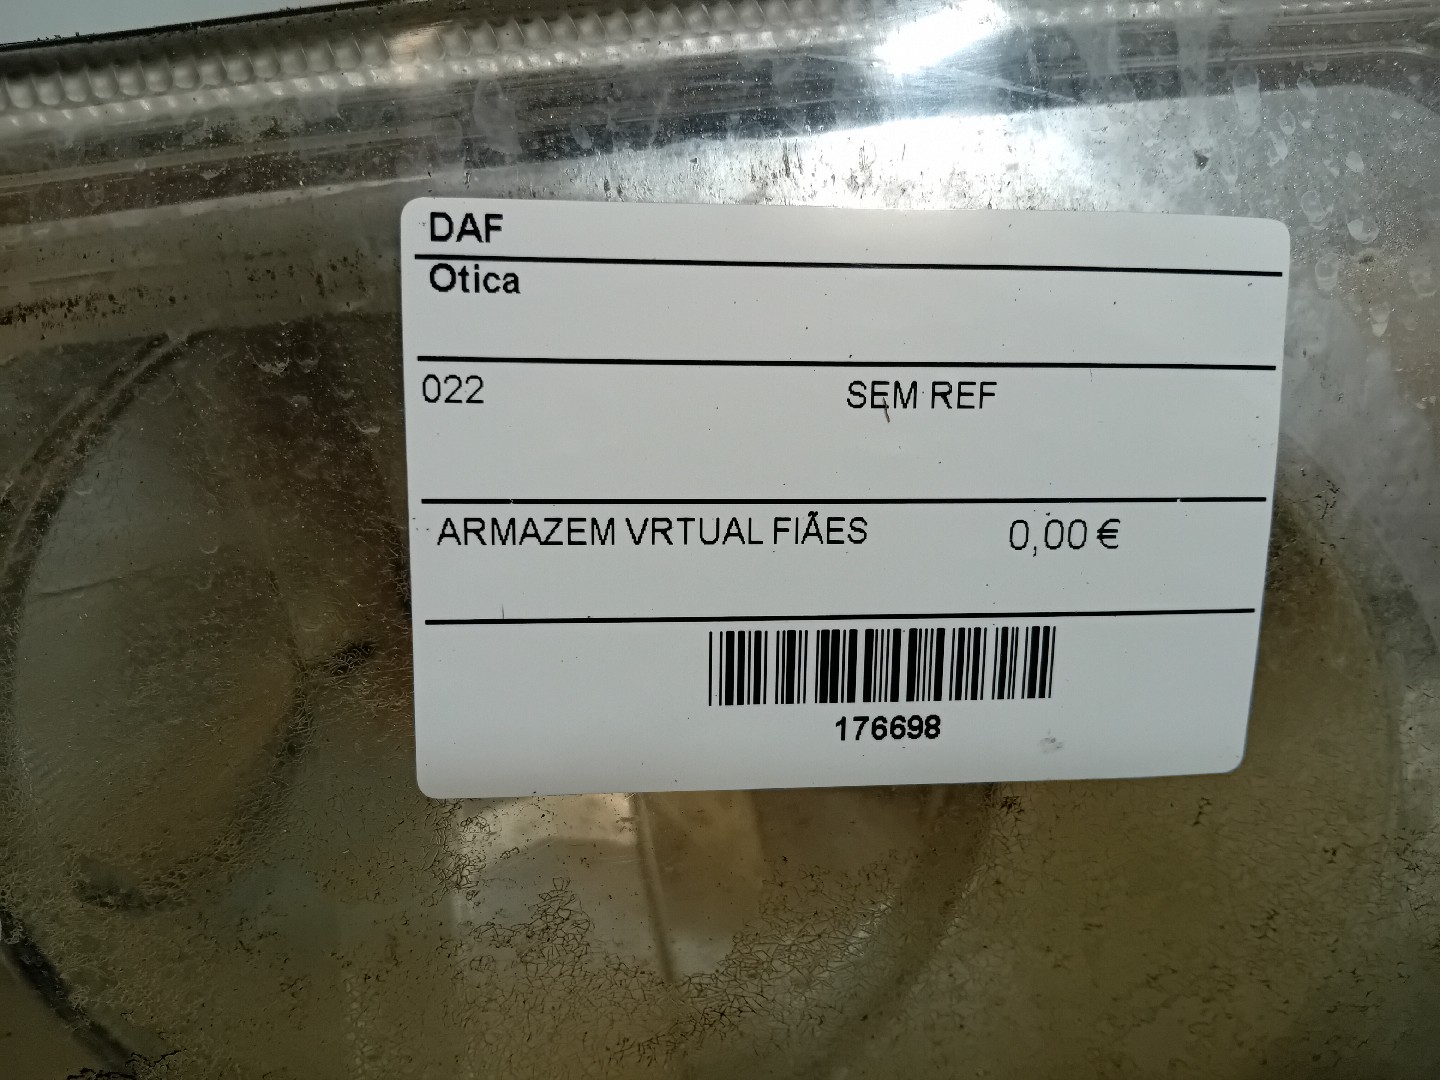 DAF
Otica
022 SEM REF
ARMAZEM VRTUAL FIÃES 0,00 €
176698